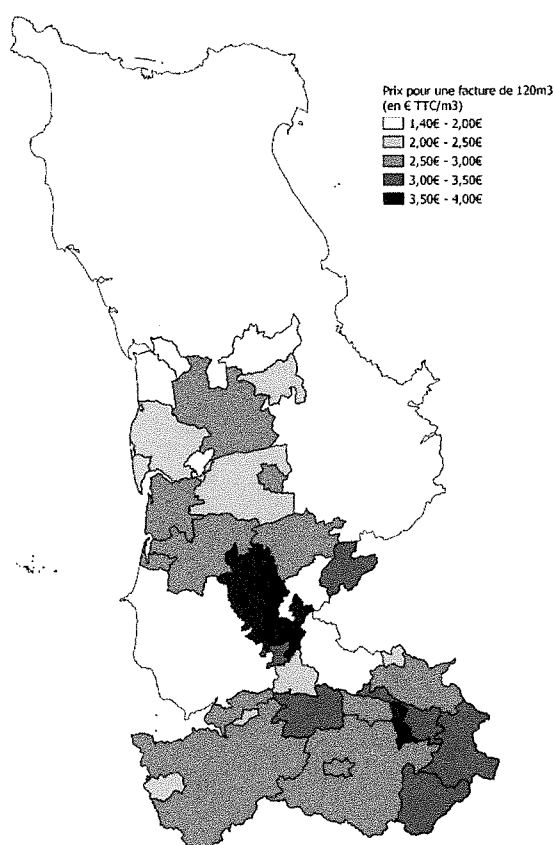 Prix pour une facture de 120m3
(en € TTC/m3)
1,40€ - 2,00€
2,00€ - 2,50€
2,50€ - 3,00€
3,00€ - 3,50€
3,50€ - 4,00€